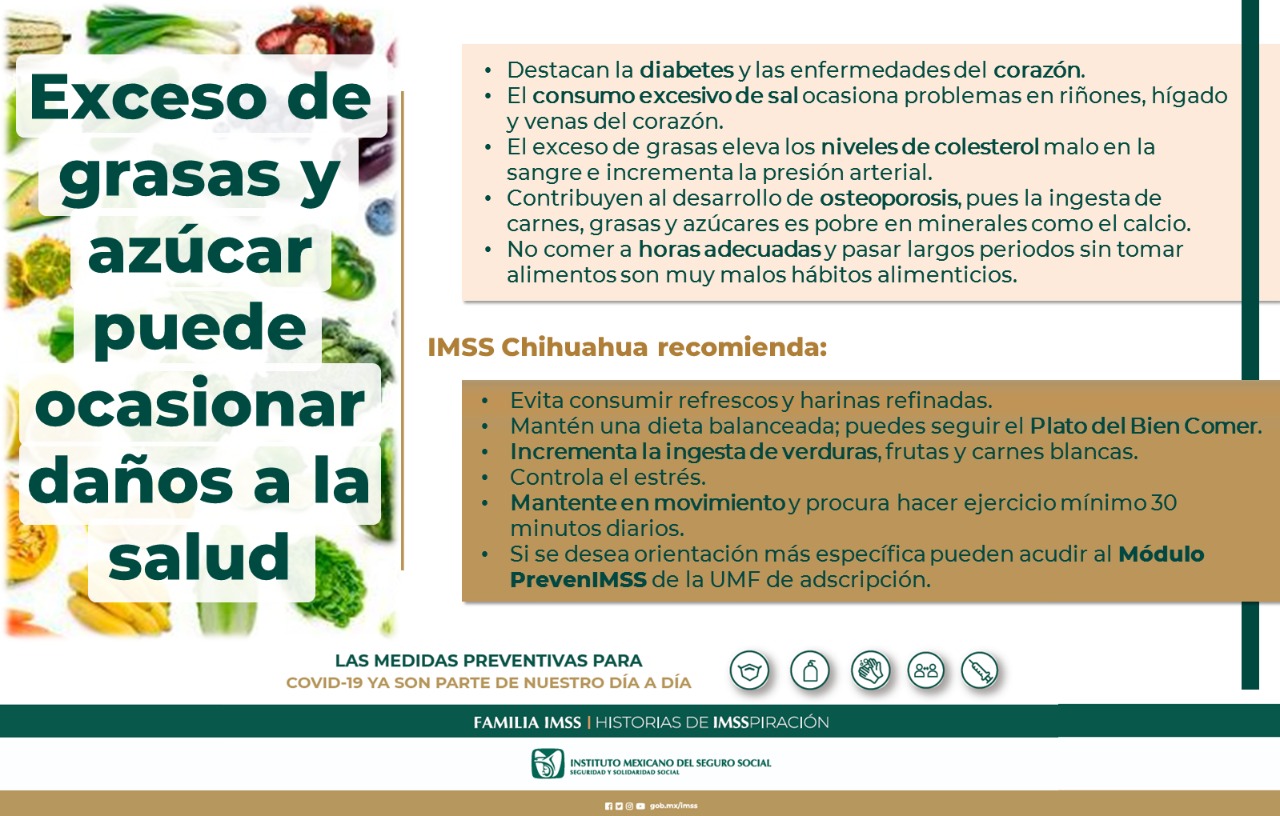 Exceso de
grasas y
azúcar
puede
ocasionar
daños a la
salud
• Destacan la diabetes y las enfermedades del corazón.
• El consumo excesivo de sal ocasiona problemas en riñones, hígado
y venas del corazón.
• El exceso de grasas eleva los niveles de colesterol malo en la
sangre e incrementa la presión arterial.
• Contribuyen al desarrollo de osteoporosis, pues la ingesta de
carnes, grasas y azúcares es pobre en minerales como el calcio.
• No comer a horas adecuadas y pasar largos periodos sin tomar
alimentos son muy malos hábitos alimenticios.
IMSS Chihuahua recomienda:
• Evita consumir refrescos y harinas refinadas.
• Mantén una dieta balanceada; puedes seguir el Plato del Bien Comer.
• Incrementa la ingesta de verduras, frutas y carnes blancas.
• Controla el estrés.
• Mantente en movimiento y procura hacer ejercicio mínimo 30
minutos diarios.
• Si se desea orientación más específica pueden acudir al Módulo
PrevenIMSS de la UMF de adscripción.
LAS MEDIDAS PREVENTIVAS PARA
COVID-19 YA SON PARTE DE NUESTRO DÍA A DÍA
FAMILIA IMSS | HISTORIAS DE IMSSPIRACIÓN
INSTITUTO MEXICANO DEL SEGURO SOCIAL
SEGURIDAD Y SOLIDARIDAD SOCIAL
gob.mx/imss